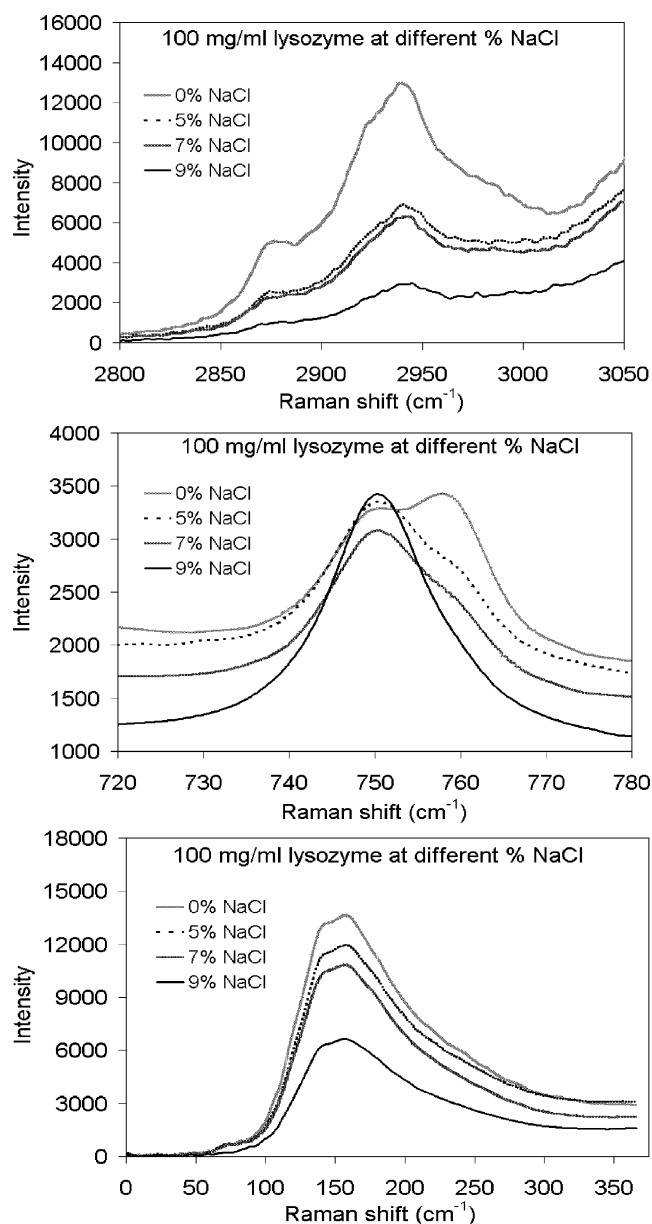 16000
100 mg/ml lysozyme at different % NaCl
14000
0% NaCl
12000
5% NaCl
7% NaCl
10000
9% NaCl
8000
6000
4000
2000
0
Intensity
2800 2850 2900 2950 3000 3050
Raman shift (cm-1)
4000
100 mg/ml lysozyme at different % NaCl
3500
0% NaCl
5% NaCl
3000
7% NaCl
9% NaCl
2500
2000
1500
1000
Intensity
720 730 740 750 760 770 780
Raman shift (cm-1)
18000
100 mg/ml lysozyme at different % NaCl
15000
0% NaCl
5% NaCl
12000
7% NaCl
9% NaCl
9000
6000
3000
0
Intensity
0 50 100 150 200 250 300 350
Raman shift (cm-1)